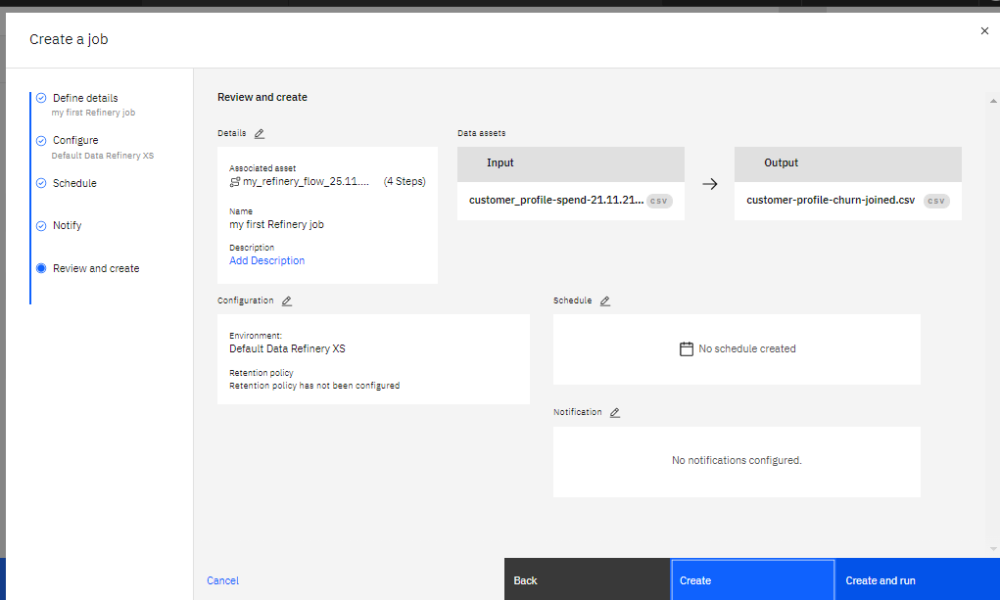 Create a job
Define details
my first Refinery job
Configure
Default Data Refinery XS
Schedule
Notify
Review and create
Review and create
Details
Associated asset
my_refinery_flow_25.11.... (4 Steps)
Name
my first Refinery job
Description
Add Description
Data assets
Input
customer_profile-spend-21.11.21... CSV
Output
customer-profile-churn-joined.csv CSV
Configuration
Environment:
Default Data Refinery XS
Retention policy
Retention policy has not been configured
Schedule
No schedule created
Notification
No notifications configured.
Cancel
Back
Create
Create and run